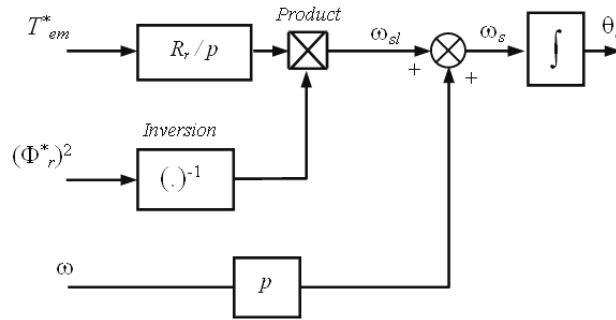 Product
T*em
Rr / p
ωsl
ωs
∫
θs
+
+
Inversion
(Φ*r)²
(.)⁻¹
ω
p